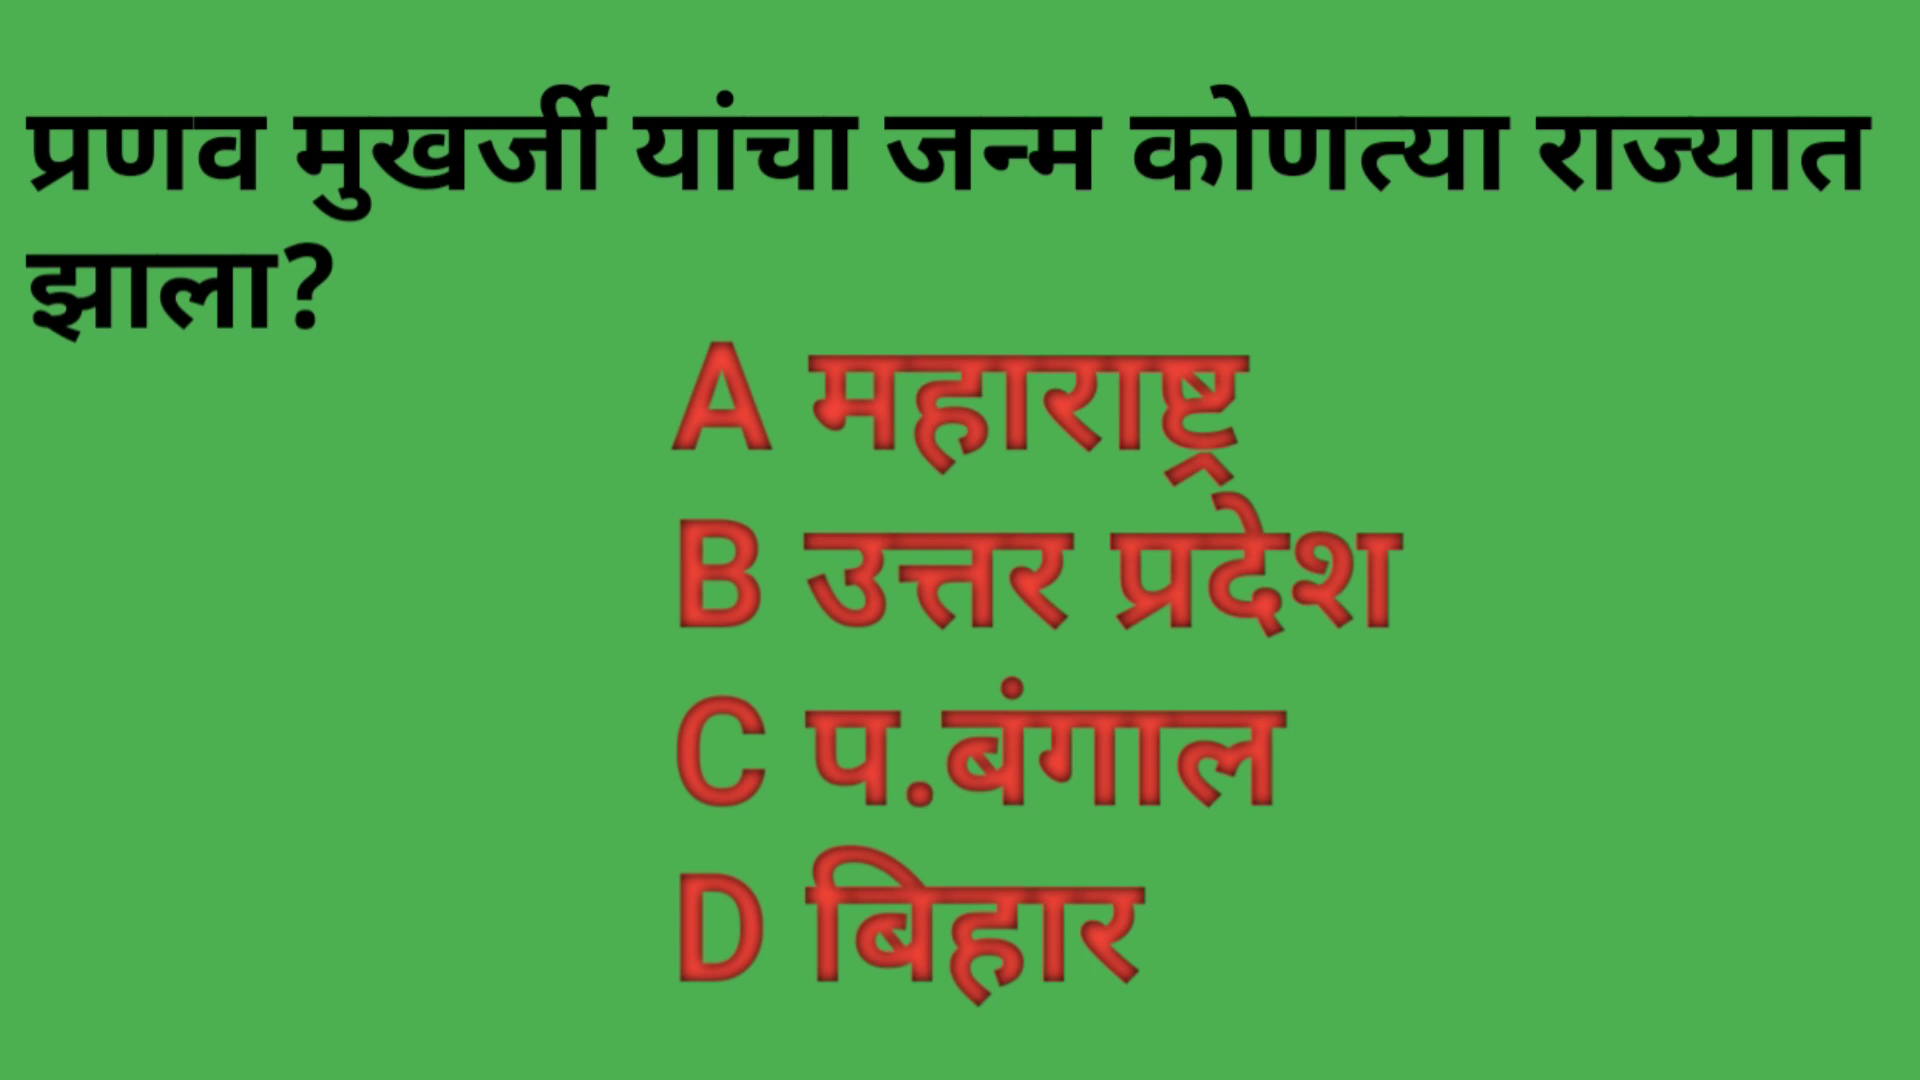 प्रणव मुखर्जी यांचा जन्म कोणत्या राज्यात
झाला?
A महाराष्ट्र
B उत्तर प्रदेश
C प.बंगाल
D बिहार